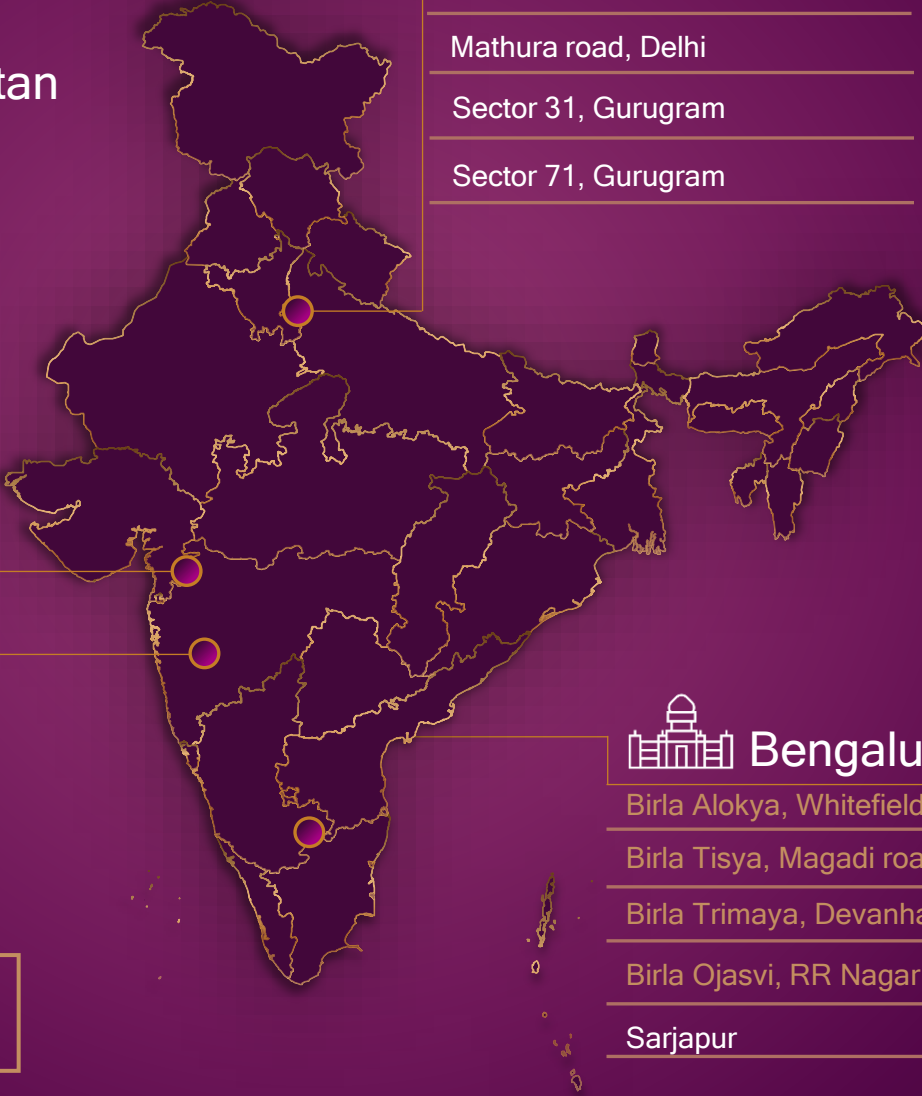 tan
Mathura road, Delhi
Sector 31, Gurugram
Sector 71, Gurugram
Bengalu
Birla Alokya, Whitefield
Birla Tisya, Magadi roa
Birla Trimaya, Devanha
Birla Ojasvi, RR Nagar
Sarjapur